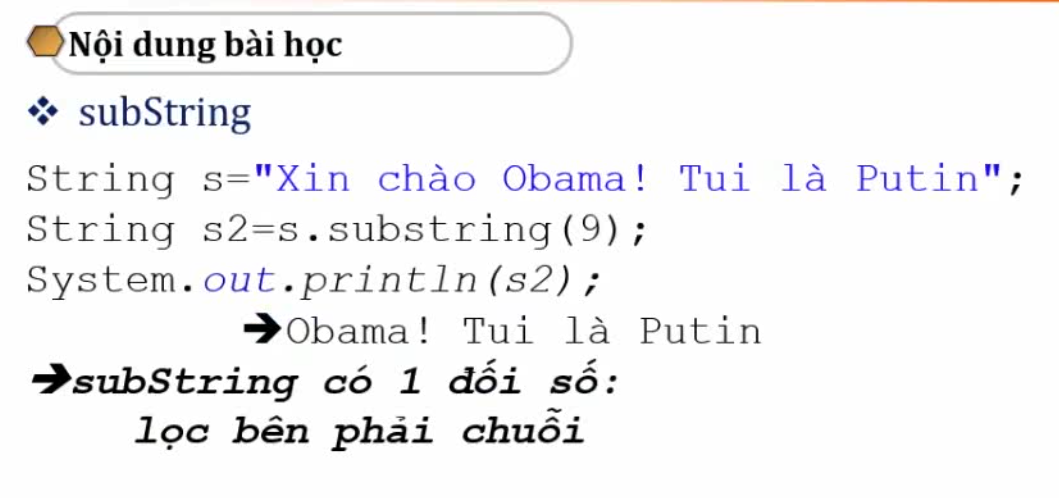 Nội dung bài học
subString
String s="Xin chào Obama! Tui là Putin";
String s2=s.substring(9);
System.out.println(s2);
➔Obama! Tui là Putin
➔subString có 1 đối số:
lọc bên phải chuỗi